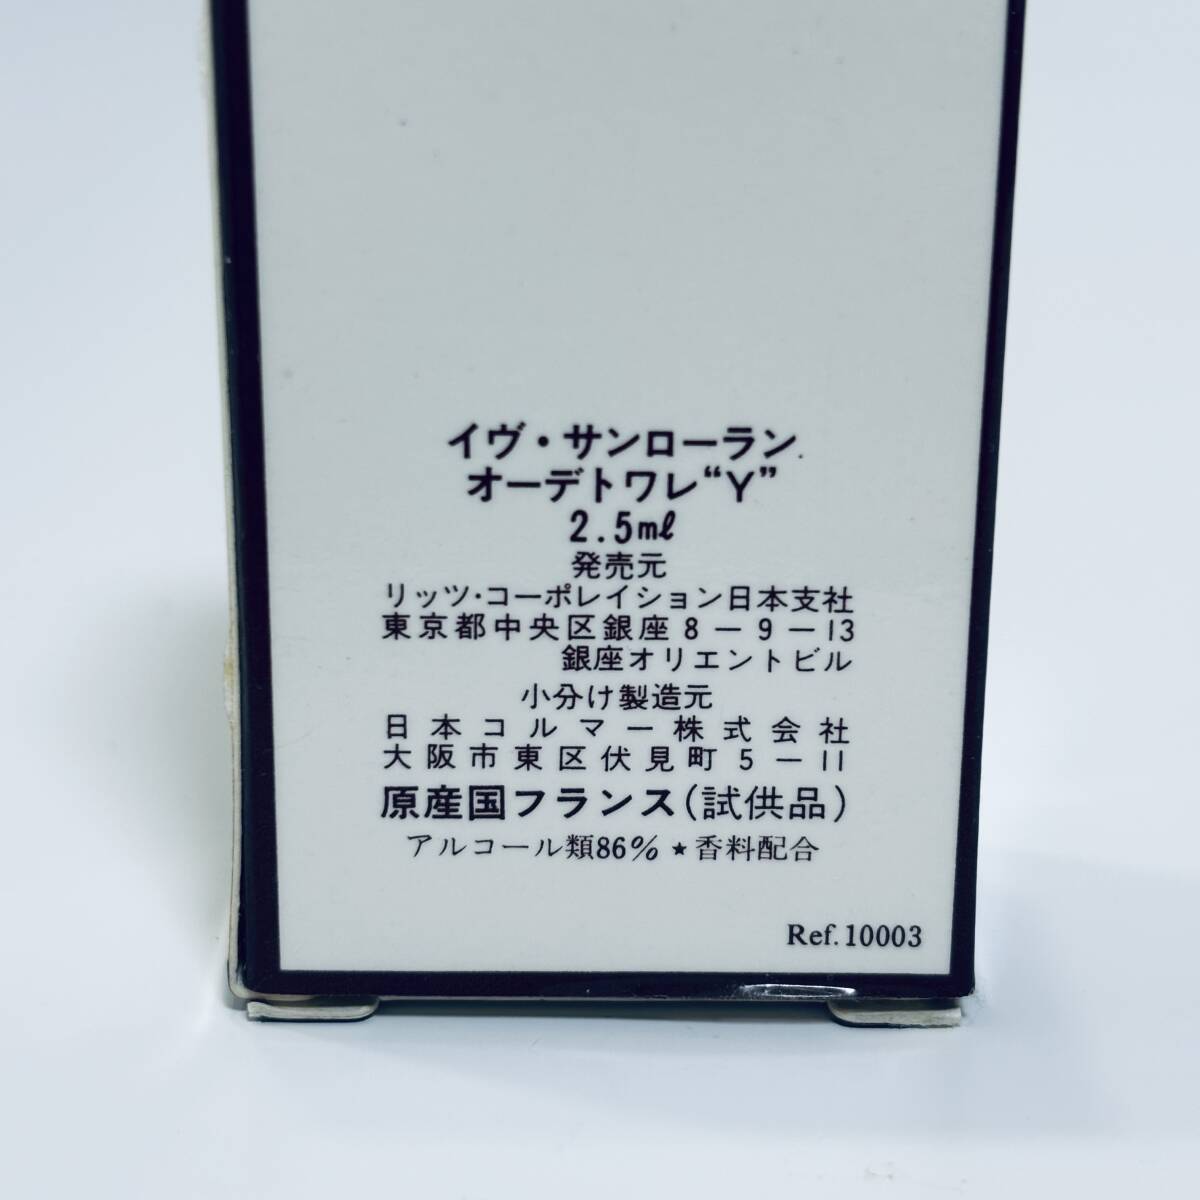 イヴ・サンローラン
オーデトワレ“Y”
2.5mℓ
発売元
リッツ・コーポレイション日本支社
東京都中央区銀座8－9－13
銀座オリエントビル
小分け製造元
日本コルマー株式会社
大阪市東区伏見町5－11
原産国フランス(試供品)
アルコール類86% ★ 香料配合
Ref. 10003